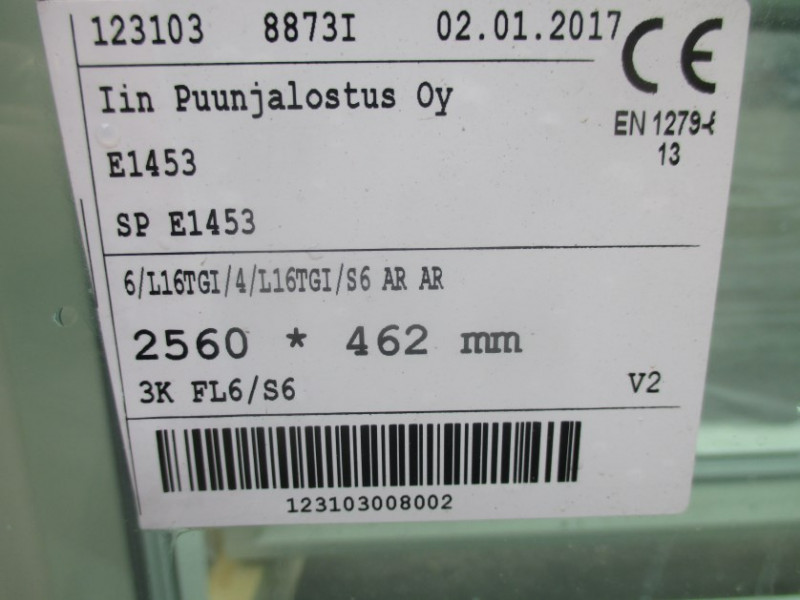 123103 8873I 02.01.2017
CE
Iin Puunjalostus Oy
EN 1279-
13
E1453
SP E1453
6/L16TGI/4/L16TGI/S6 AR AR
2560 * 462 mm
3K FL6/S6 V2
123103008002